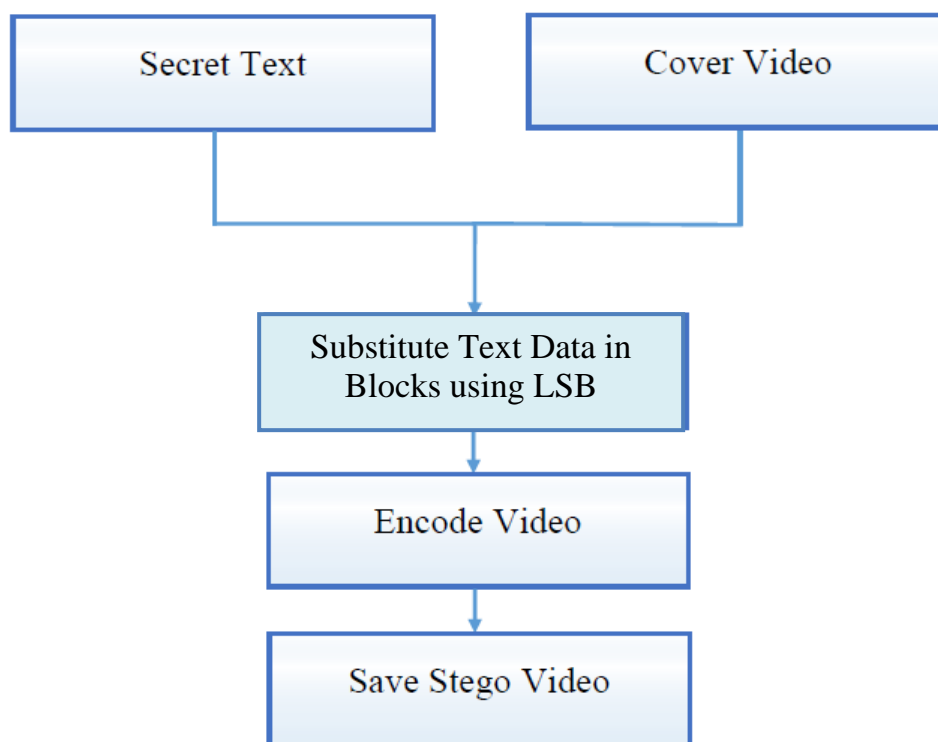 Secret Text
Cover Video
Substitute Text Data in
Blocks using LSB
Encode Video
Save Stego Video